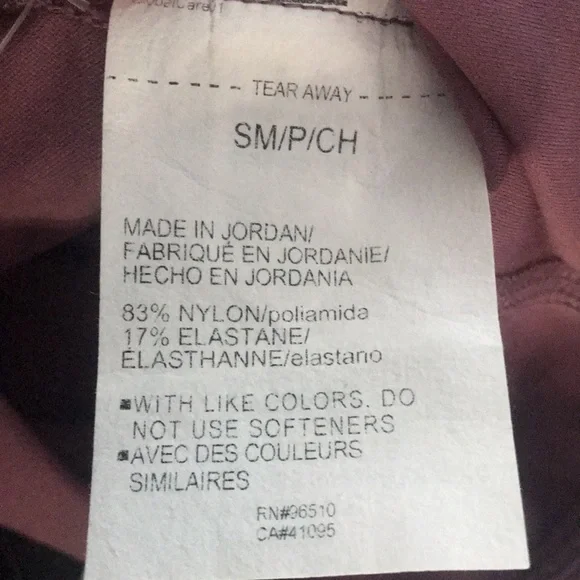 TEAR AWAY
SM/P/CH
MADE IN JORDAN/
FABRIQUÉ EN JORDANIE/
HECHO EN JORDANIA
83% NYLON/poliamida
17% ELASTANE/
ÉLASTHANNE/elastano
WITH LIKE COLORS. DO
NOT USE SOFTENERS
AVEC DES COULEURS
SIMILAIRES
RN#96510
CA#41095